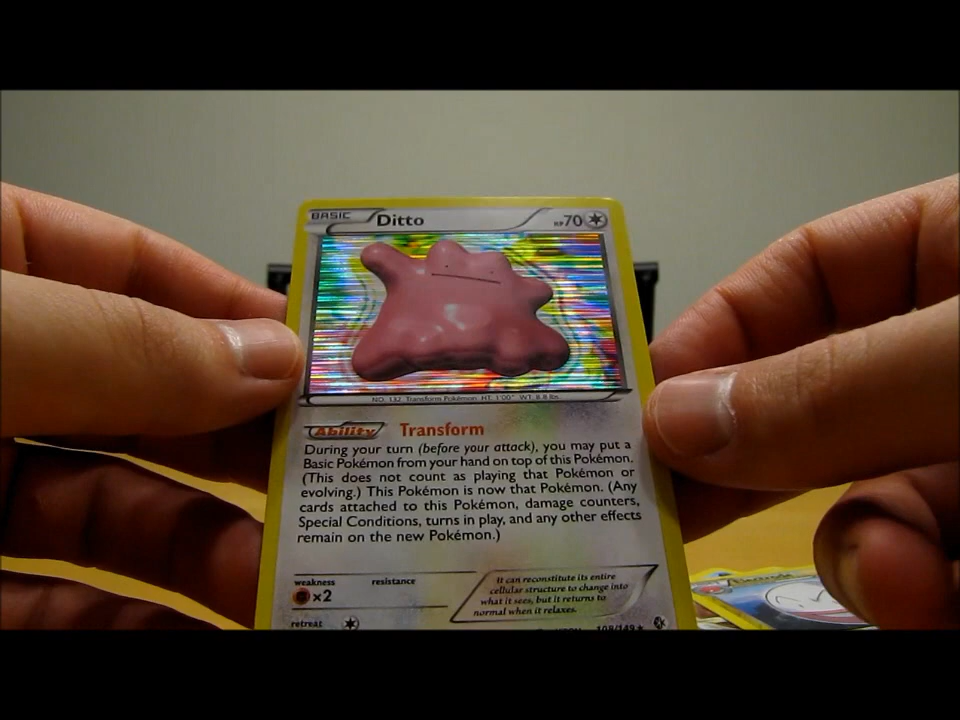 BASIC Ditto HP70
NO. 132 Transform Pokémon HT: 1'00" WT: 8.8 lbs.
Ability Transform
During your turn (before your attack), you may put a
Basic Pokémon from your hand on top of this Pokémon.
(This does not count as playing that Pokémon or
evolving.) This Pokémon is now that Pokémon. (Any
cards attached to this Pokémon, damage counters,
Special Conditions, turns in play, and any other effects
remain on the new Pokémon.)
weakness resistance
×2
It can reconstitute its entire
cellular structure to change into
what it sees, but it returns to
normal when it relaxes.
retreat
108/149